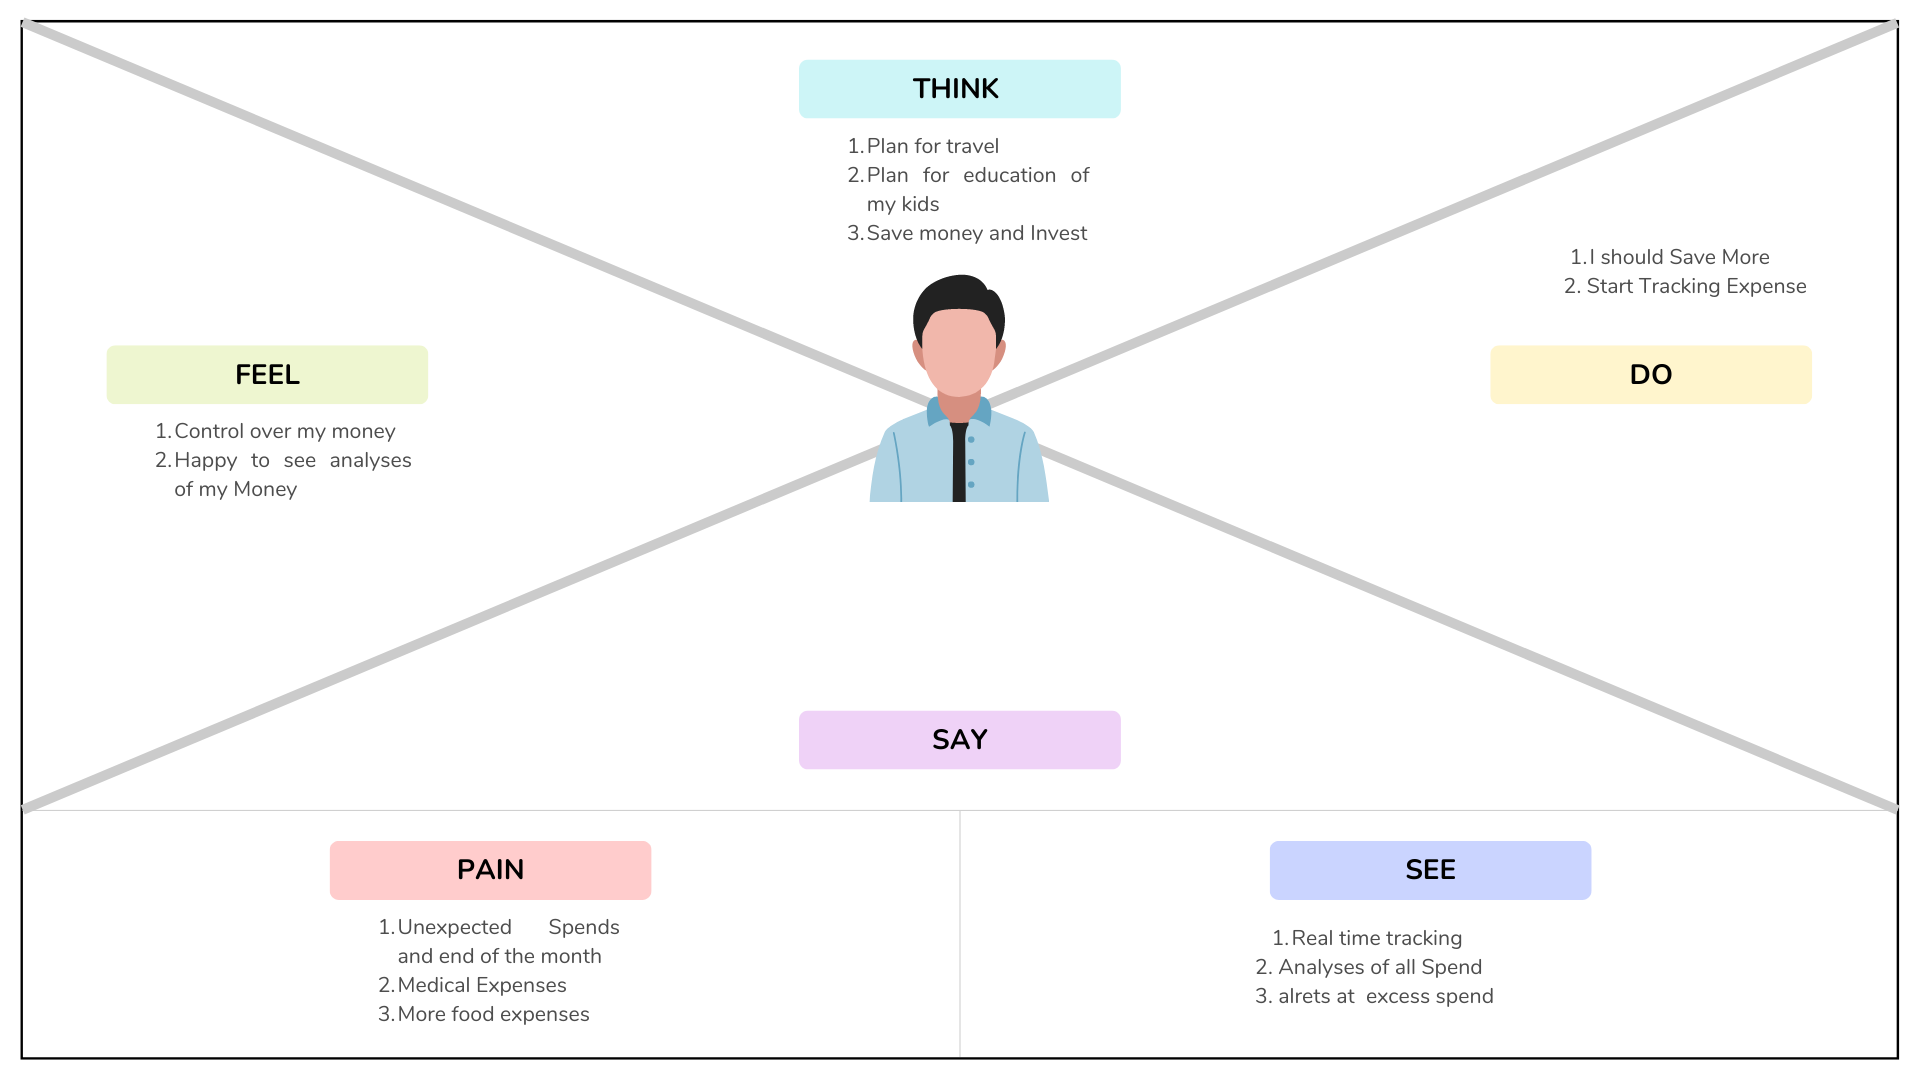 THINK
1.Plan for travel
2.Plan for education of
my kids
3.Save money and Invest
1.I should Save More
2. Start Tracking Expense
FEEL
DO
1.Control over my money
2.Happy to see analyses
of my Money
SAY
PAIN
1.Unexpected Spends
and end of the month
2.Medical Expenses
3.More food expenses
SEE
1.Real time tracking
2. Analyses of all Spend
3. alrets at excess spend